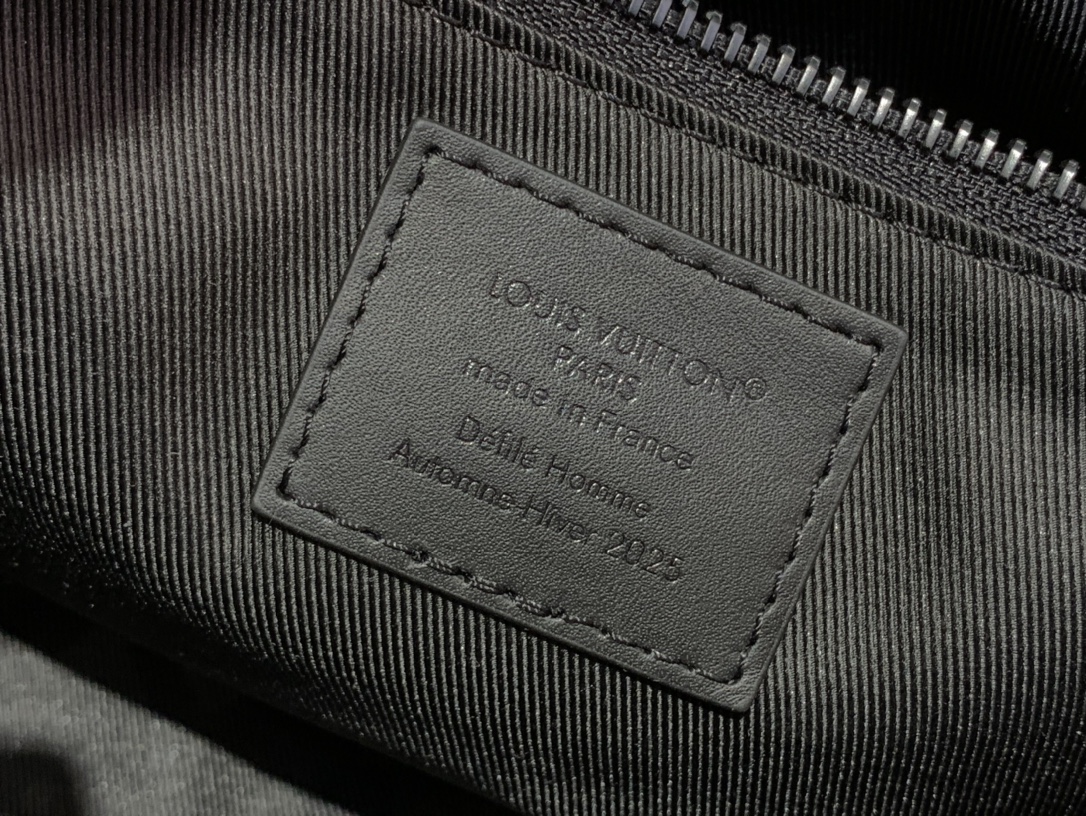 LOUIS VUITTON®
PARIS
made in France
Défilé Homme
Automne-Hiver 2025